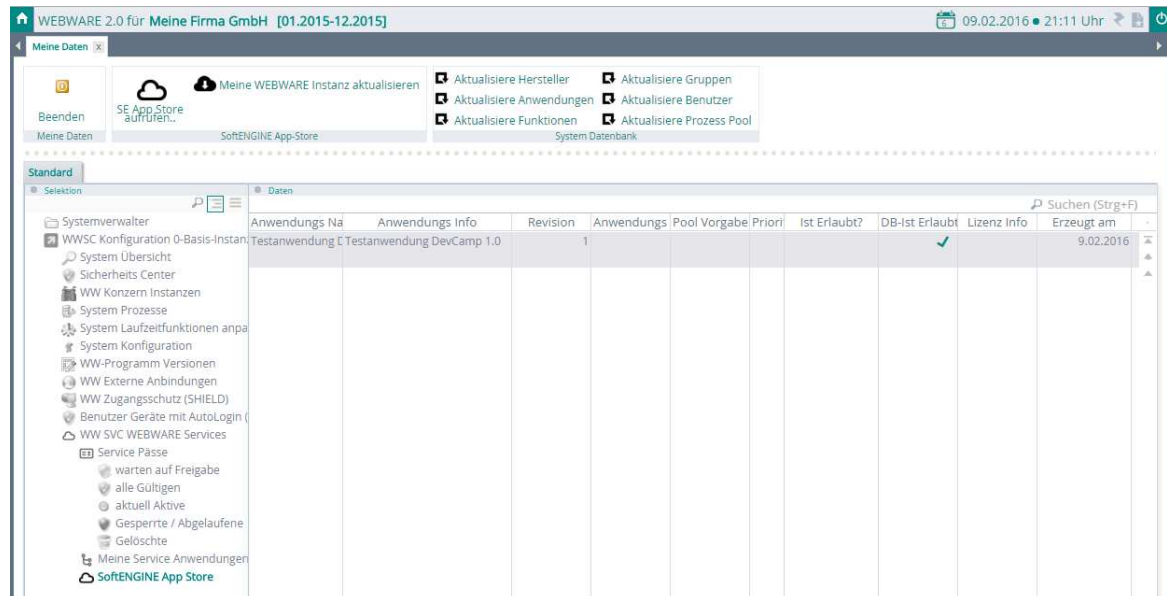 WEBWARE 2.0 für Meine Firma GmbH [01.2015-12.2015]
6 09.02.2016 ● 21:11 Uhr
Meine Daten x
Beenden
Meine Daten
SE App Store
aufrufen..
Meine WEBWARE Instanz aktualisieren
SoftENGINE App-Store
Aktualisiere Hersteller
Aktualisiere Gruppen
Aktualisiere Anwendungen
Aktualisiere Benutzer
Aktualisiere Funktionen
Aktualisiere Prozess Pool
System Datenbank
Standard
Selektion
Daten
Suchen (Strg+F)
Anwendungs Na Anwendungs Info Revision Anwendungs Pool Vorgabe Priori Ist Erlaubt? DB-Ist Erlaubt Lizenz Info Erzeugt am
Testanwendung D Testanwendung DevCamp 1.0 1 ✓ 9.02.2016
Systemverwalter
WWSC Konfiguration 0-Basis-Instan
System Übersicht
Sicherheits Center
WW Konzern Instanzen
System Prozesse
System Laufzeitfunktionen anpa
System Konfiguration
WW-Programm Versionen
WW Externe Anbindungen
WW Zugangsschutz (SHIELD)
Benutzer Geräte mit AutoLogin (
WW SVC WEBWARE Services
Service Pässe
warten auf Freigabe
alle Gültigen
aktuell Aktive
Gesperrte / Abgelaufene
Gelöschte
Meine Service Anwendungen
SoftENGINE App Store